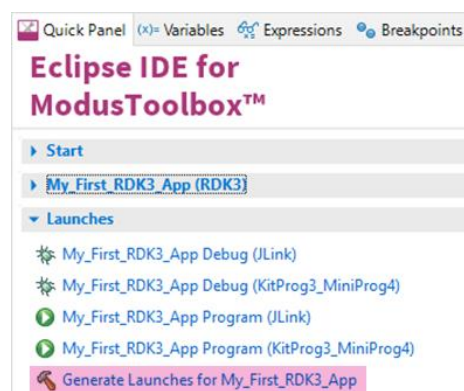 Quick Panel (x)= Variables Expressions Breakpoints
Eclipse IDE for
ModusToolbox™
Start
My_First_RDK3_App (RDK3)
Launches
My_First_RDK3_App Debug (JLink)
My_First_RDK3_App Debug (KitProg3_MiniProg4)
My_First_RDK3_App Program (JLink)
My_First_RDK3_App Program (KitProg3_MiniProg4)
Generate Launches for My_First_RDK3_App